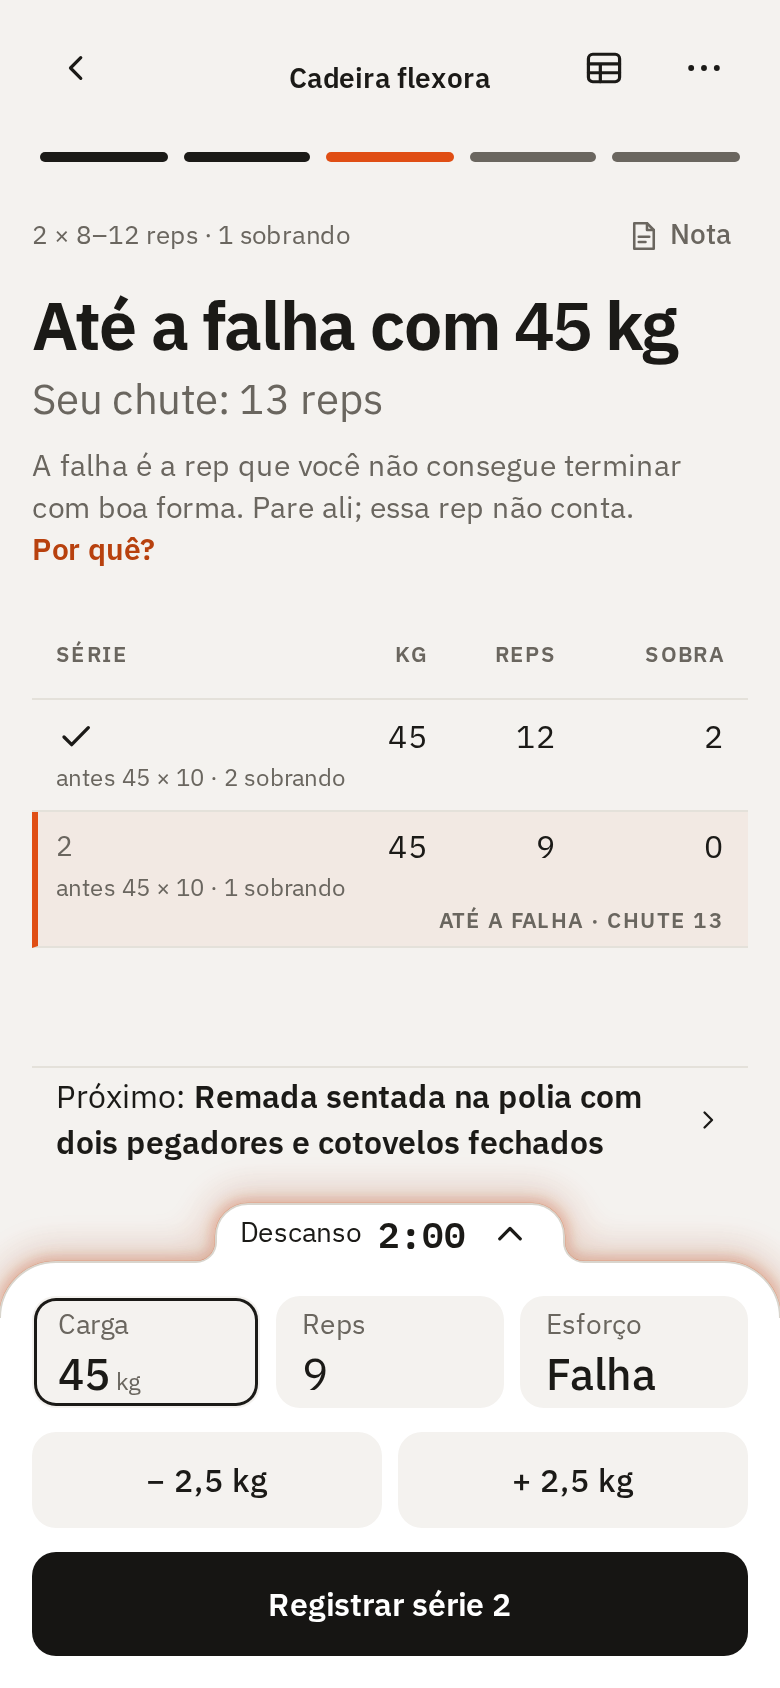 Cadeira flexora
2 × 8–12 reps · 1 sobrando
Nota
Até a falha com 45 kg
Seu chute: 13 reps
A falha é a rep que você não consegue terminar
com boa forma. Pare ali; essa rep não conta.
Por quê?
SÉRIE KG REPS SOBRA
45 12 2
antes 45 × 10 · 2 sobrando
2 45 9 0
antes 45 × 10 · 1 sobrando
ATÉ A FALHA · CHUTE 13
Próximo: Remada sentada na polia com
dois pegadores e cotovelos fechados
Descanso 2:00
Carga Reps Esforço
45 kg 9 Falha
− 2,5 kg + 2,5 kg
Registrar série 2